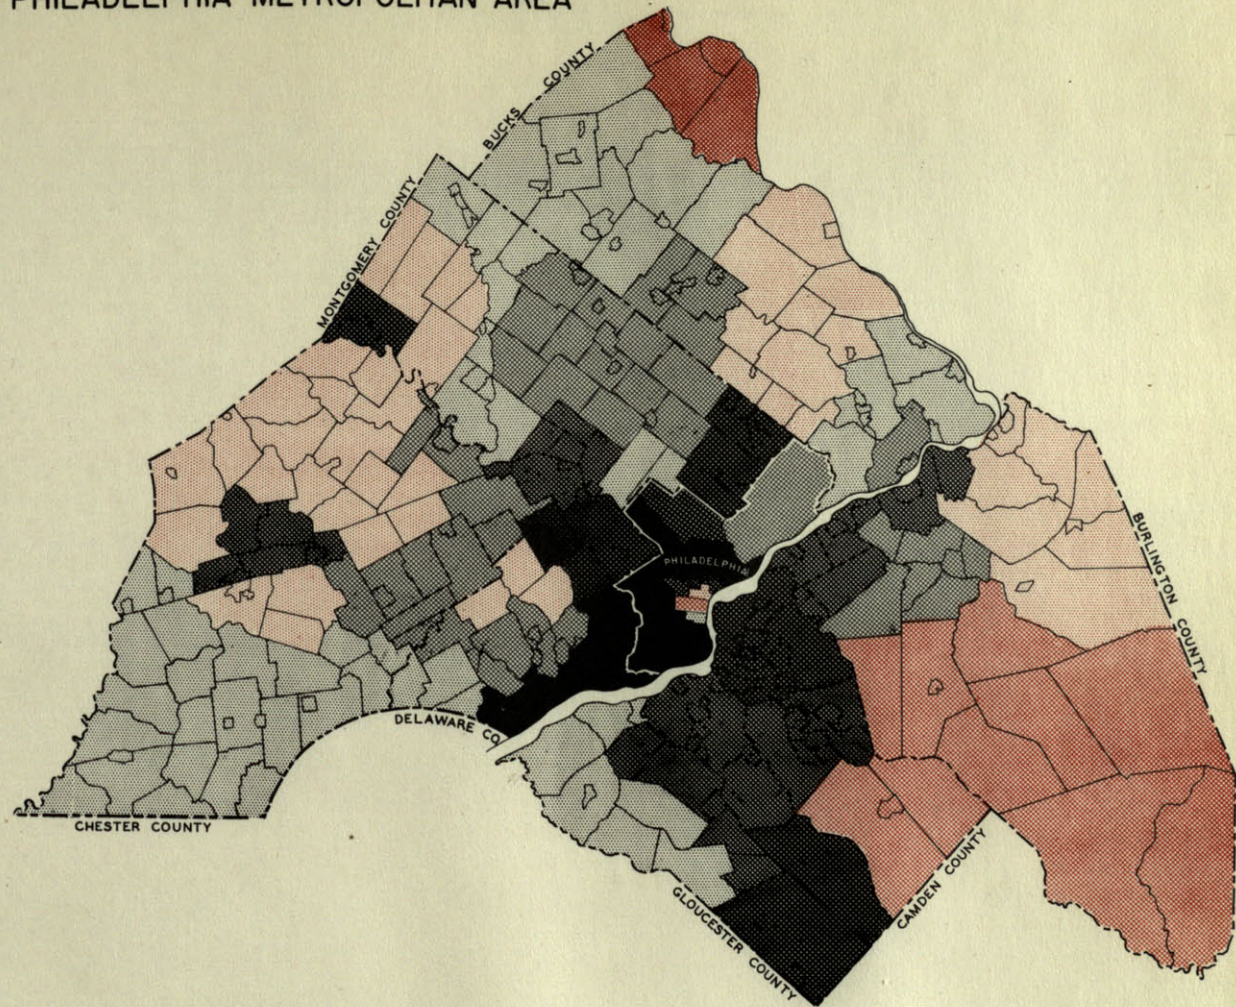 PHILADELPHIA METROPOLITAN AREA
BUCKS COUNTY
MONTGOMERY COUNTY
PHILADELPHIA
BURLINGTON COUNTY
DELAWARE CO.
CHESTER COUNTY
CAMDEN COUNTY
GLOUCESTER COUNTY